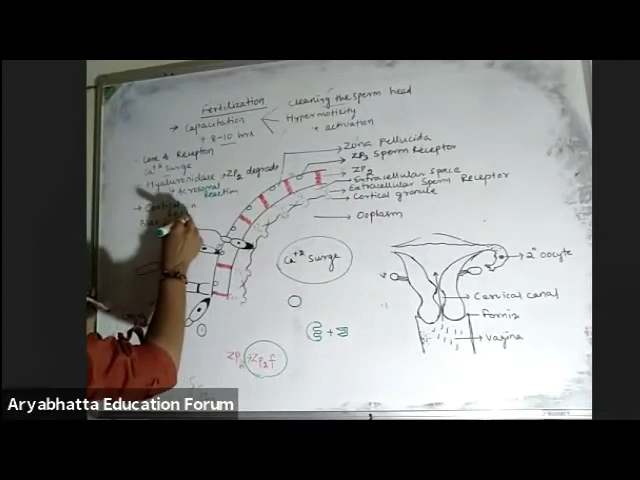 Fertilization
→ Capacitation
Cleaning the sperm head
Hypermotility
activation
8-10 hrs
Ca+2 Surge
Hyaluronidase
ZP2 degrade
→ Acrosomal
Reaction
→ Zona Pellucida
→ ZP3 Sperm Receptor
→ ZP2
→ Extracellular space
→ Extracellular Sperm Receptor
→ Cortical granule
→ Ooplasm
Ca+2 Surge
→ 2° oocyte
→ Cervical canal
→ Fornix
→ Vagina
Aryabhatta Education Forum